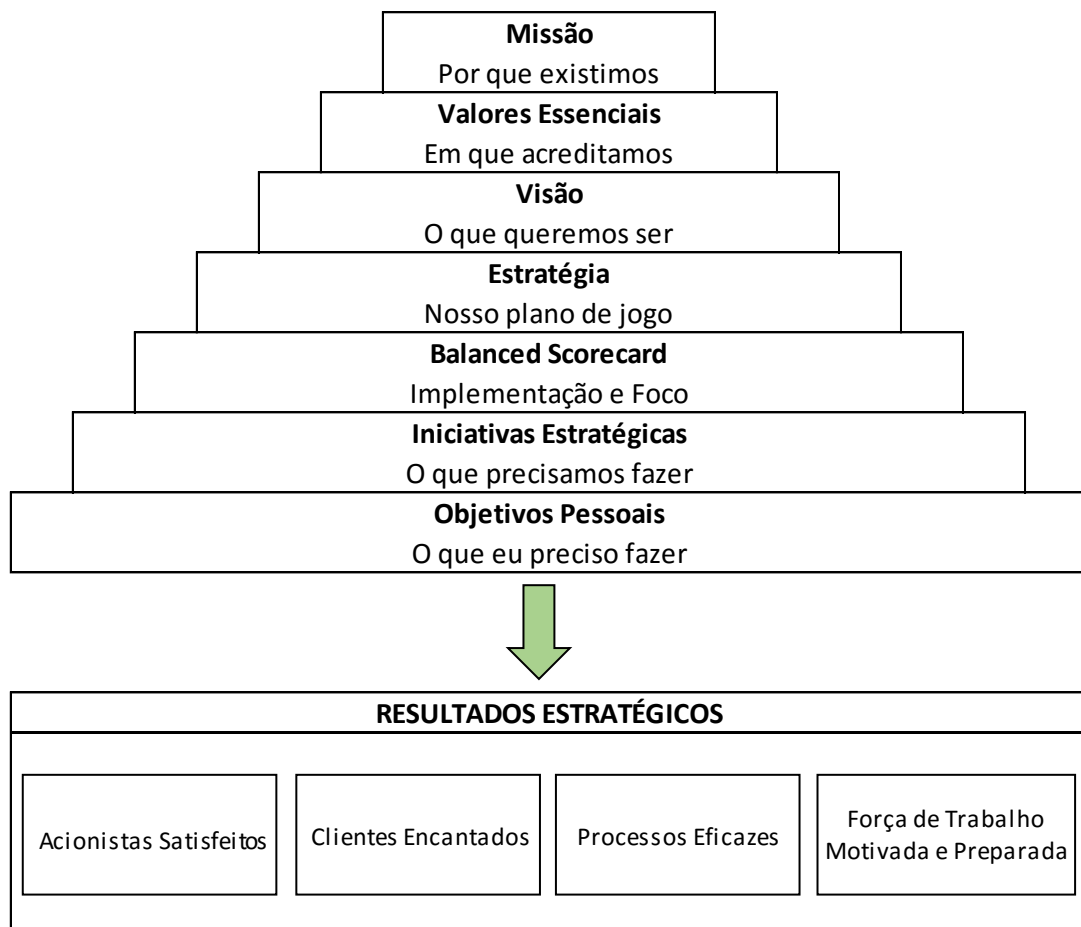 Missão
Por que existimos
Valores Essenciais
Em que acreditamos
Visão
O que queremos ser
Estratégia
Nosso plano de jogo
Balanced Scorecard
Implementação e Foco
Iniciativas Estratégicas
O que precisamos fazer
Objetivos Pessoais
O que eu preciso fazer
RESULTADOS ESTRATÉGICOS
Acionistas Satisfeitos
Clientes Encantados
Processos Eficazes
Força de Trabalho
Motivada e Preparada